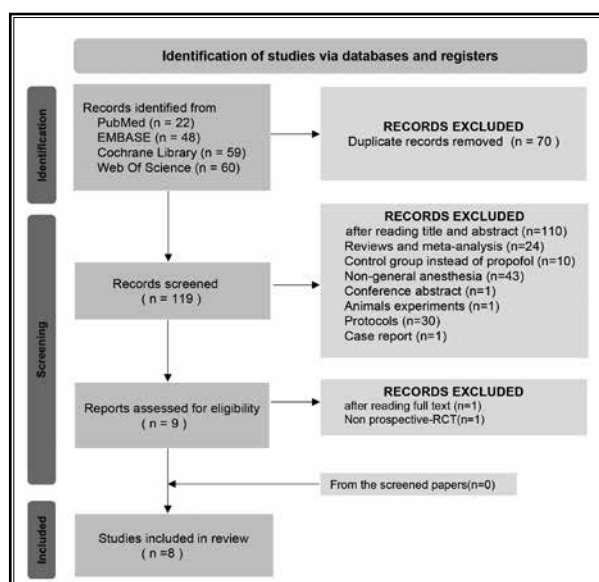 Identification of studies via databases and registers
Identification
Records identified from
PubMed (n = 22)
EMBASE (n = 48)
Cochrane Library (n = 59)
Web Of Science (n = 60)
RECORDS EXCLUDED
Duplicate records removed (n = 70 )
Screening
Records screened
( n = 119 )
RECORDS EXCLUDED
after reading title and abstract (n=110)
Reviews and meta-analysis (n=24)
Control group instead of propofol (n=10)
Non-general anesthesia (n=43)
Conference abstract (n=1)
Animals experiments (n=1)
Protocols (n=30)
Case report (n=1)
Reports assessed for eligibility
( n = 9 )
RECORDS EXCLUDED
after reading full text (n=1)
Non prospective-RCT(n=1)
From the screened papers(n=0)
Included
Studies included in review
( n =8 )